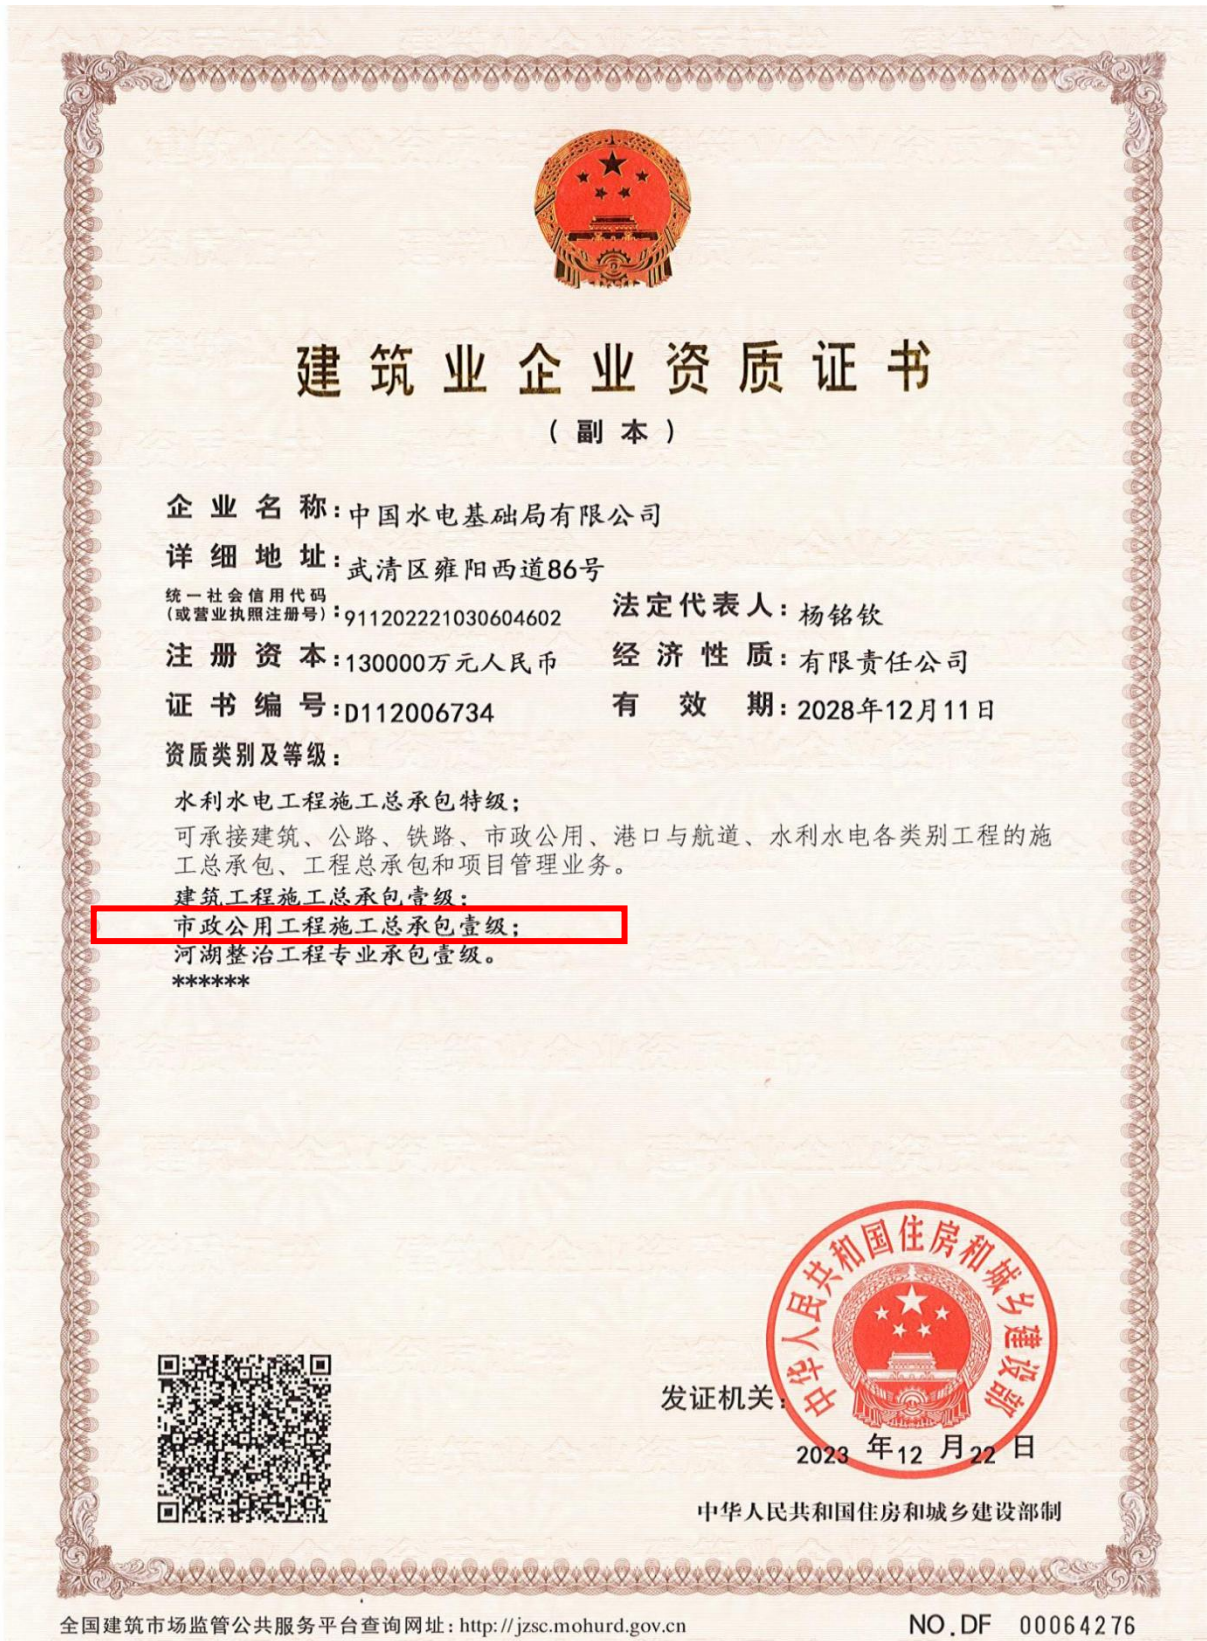 建筑业企业资质证书
(副本)
企业名称:中国水电基础局有限公司
详细地址:武清区雍阳西道86号
统一社会信用代码
(或营业执照注册号):911202221030604602
法定代表人:杨铭钦
注册资本:130000万元人民币
经济性质:有限责任公司
证书编号:D112006734
有效期:2028年12月11日
资质类别及等级:
水利水电工程施工总承包特级;
可承接建筑、公路、铁路、市政公用、港口与航道、水利水电各类别工程的施
工总承包、工程总承包和项目管理业务。
建筑工程施工总承包壹级;
市政公用工程施工总承包壹级;
河湖整治工程专业承包壹级。
******
中华人民共和国住房和城乡建设部
发证机关:
2023年12月22日
中华人民共和国住房和城乡建设部制
全国建筑市场监管公共服务平台查询网址:http://jzsc.mohurd.gov.cn
NO.DF 00064276